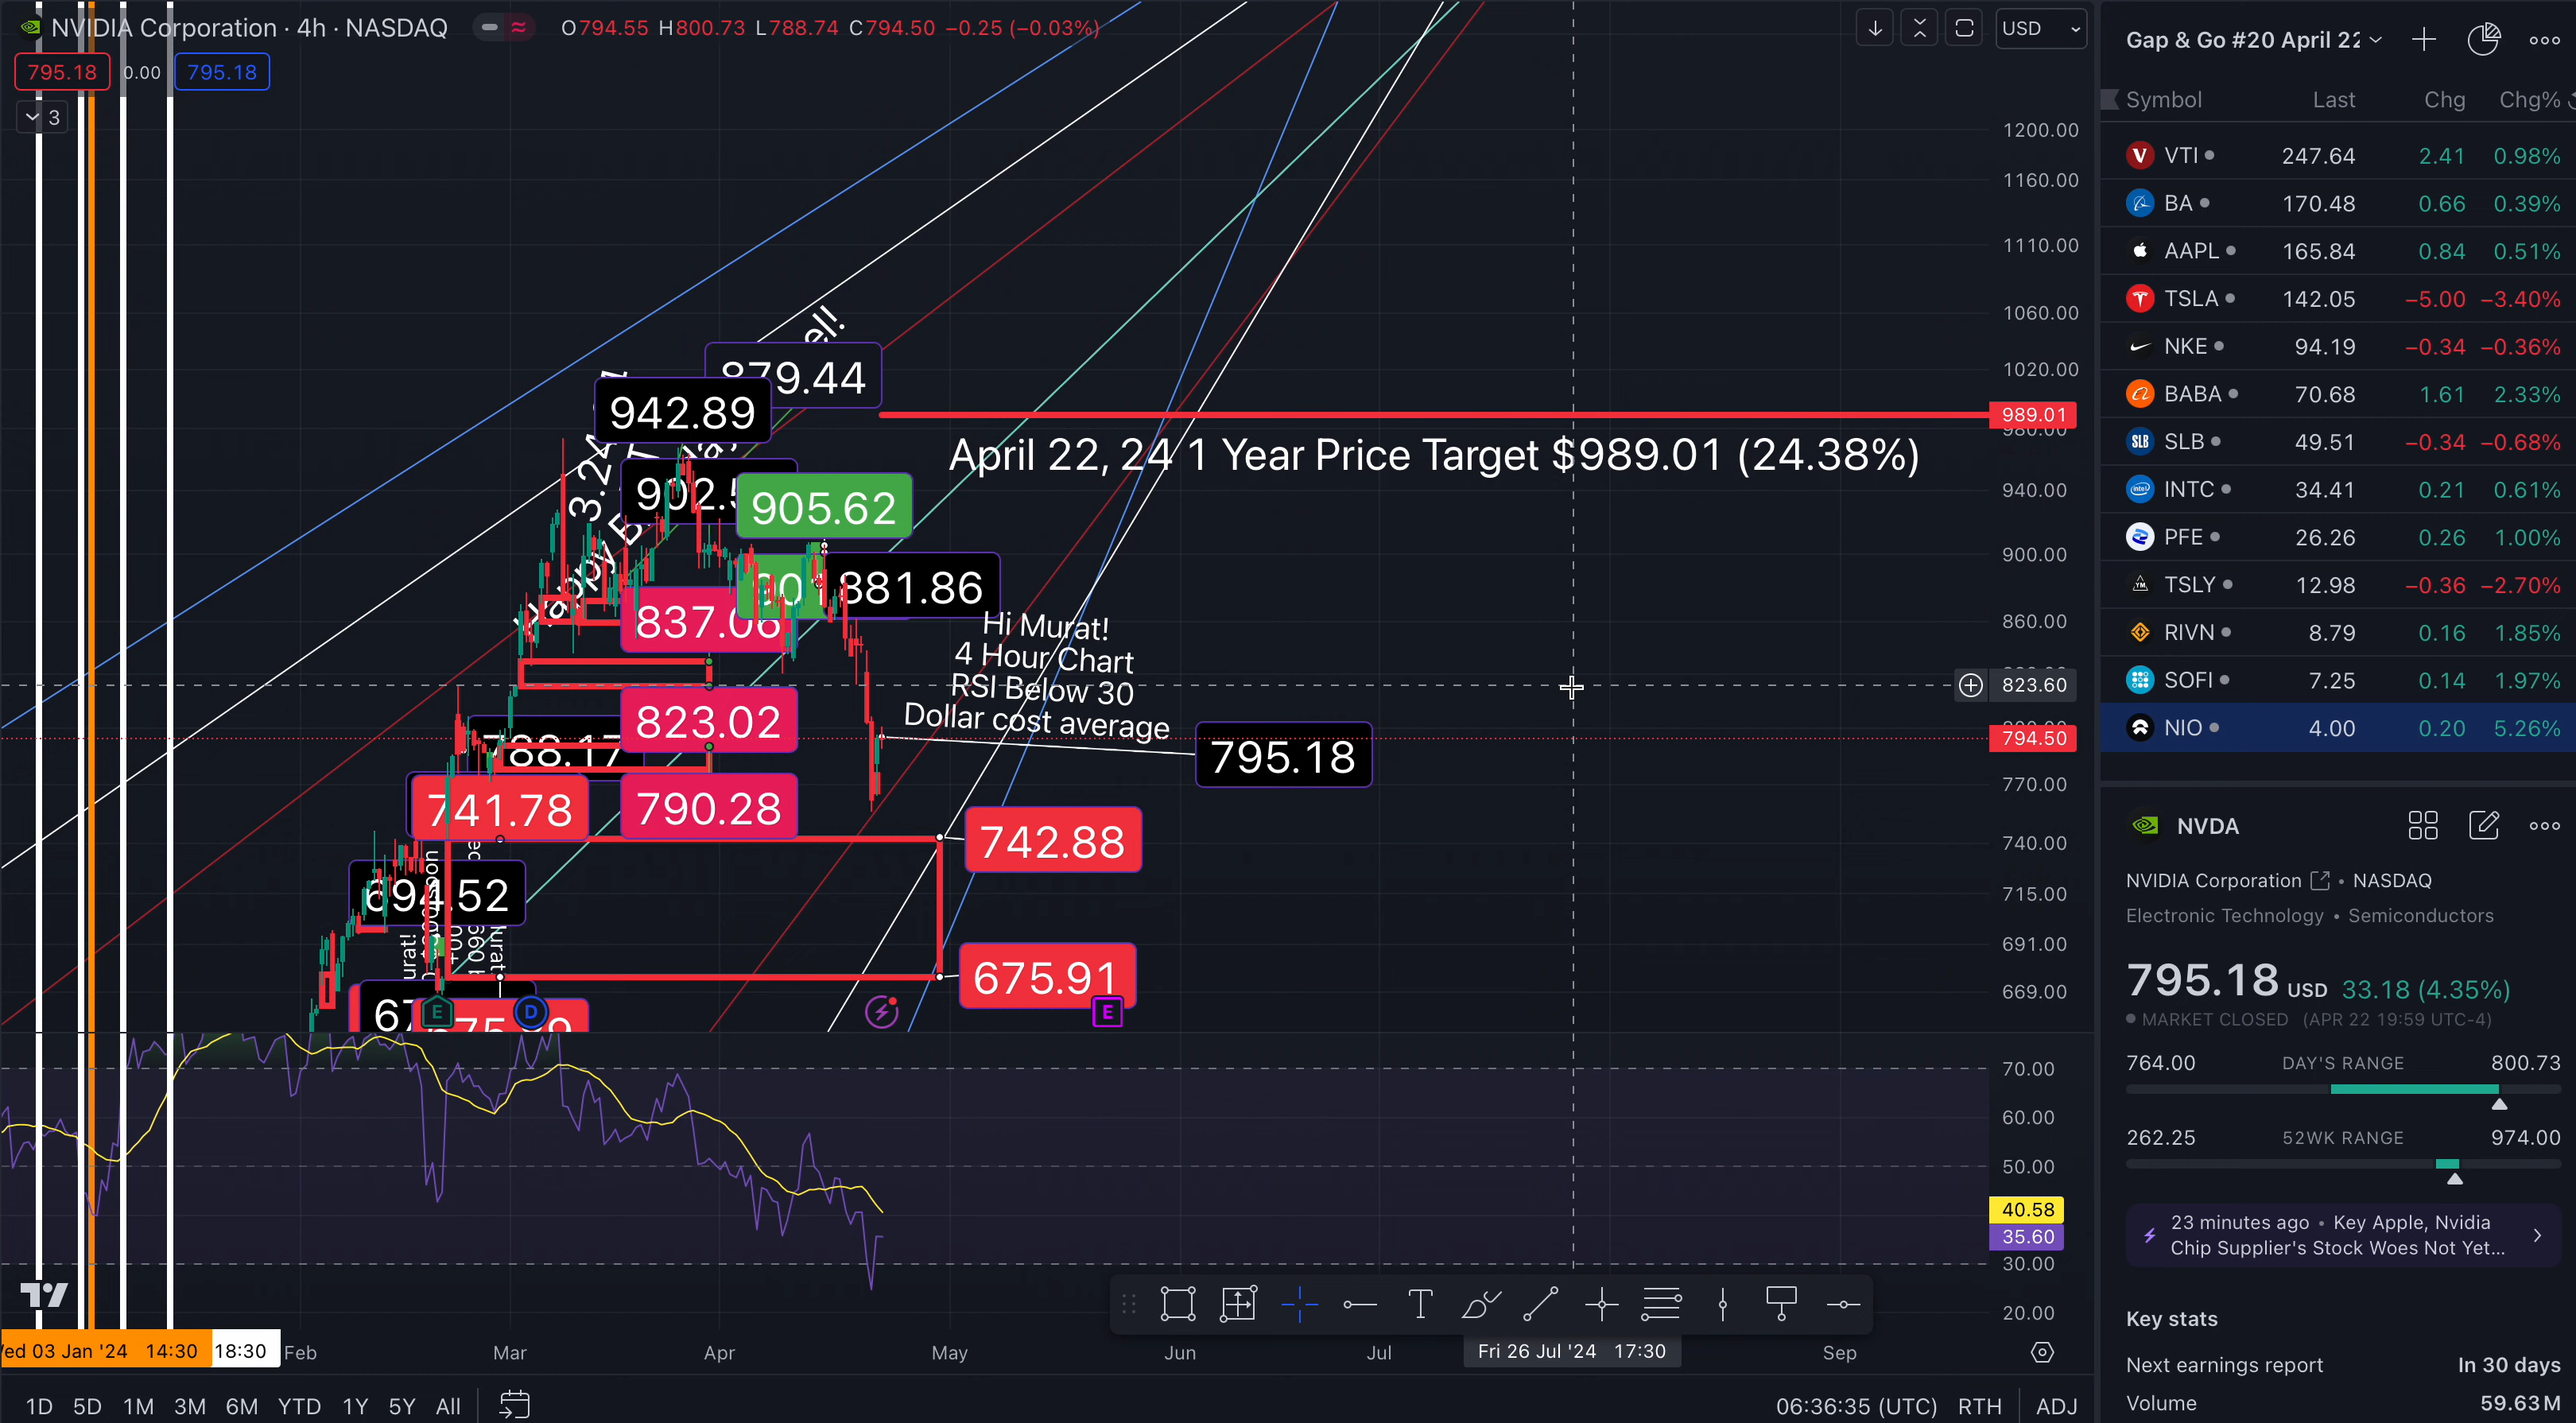 NVIDIA Corporation · 4h · NASDAQ O794.55 H800.73 L788.74 C794.50 −0.25 (−0.03%)
795.18 0.00 795.18
3
USD
1200.00
1160.00
1110.00
1060.00
1020.00
989.01
980.00
940.00
900.00
860.00
823.60
794.50
770.00
740.00
715.00
691.00
669.00
879.44
942.89
April 22, 24 1 Year Price Target $989.01 (24.38%)
905.62
881.86
837.06
Hi Murat!
4 Hour Chart
RSI Below 30
Dollar cost average
823.02
795.18
788.17
741.78
790.28
742.88
694.52
675.91
E
D
E
70.00
60.00
50.00
40.58
35.60
30.00
20.00
ed 03 Jan '24 14:30
18:30
Feb
Mar
Apr
May
Jun
Jul
Fri 26 Jul '24 17:30
Sep
1D 5D 1M 3M 6M YTD 1Y 5Y All
06:36:35 (UTC) RTH ADJ
Gap & Go #20 April 22
Symbol Last Chg Chg%
VTI 247.64 2.41 0.98%
BA 170.48 0.66 0.39%
AAPL 165.84 0.84 0.51%
TSLA 142.05 −5.00 −3.40%
NKE 94.19 −0.34 −0.36%
BABA 70.68 1.61 2.33%
SLB 49.51 −0.34 −0.68%
INTC 34.41 0.21 0.61%
PFE 26.26 0.26 1.00%
TSLY 12.98 −0.36 −2.70%
RIVN 8.79 0.16 1.85%
SOFI 7.25 0.14 1.97%
NIO 4.00 0.20 5.26%
NVDA
NVIDIA Corporation • NASDAQ
Electronic Technology • Semiconductors
795.18 USD 33.18 (4.35%)
MARKET CLOSED (APR 22 19:59 UTC-4)
764.00 DAY'S RANGE 800.73
262.25 52WK RANGE 974.00
23 minutes ago • Key Apple, Nvidia
Chip Supplier's Stock Woes Not Yet...
Key stats
Next earnings report In 30 days
Volume 59.63M